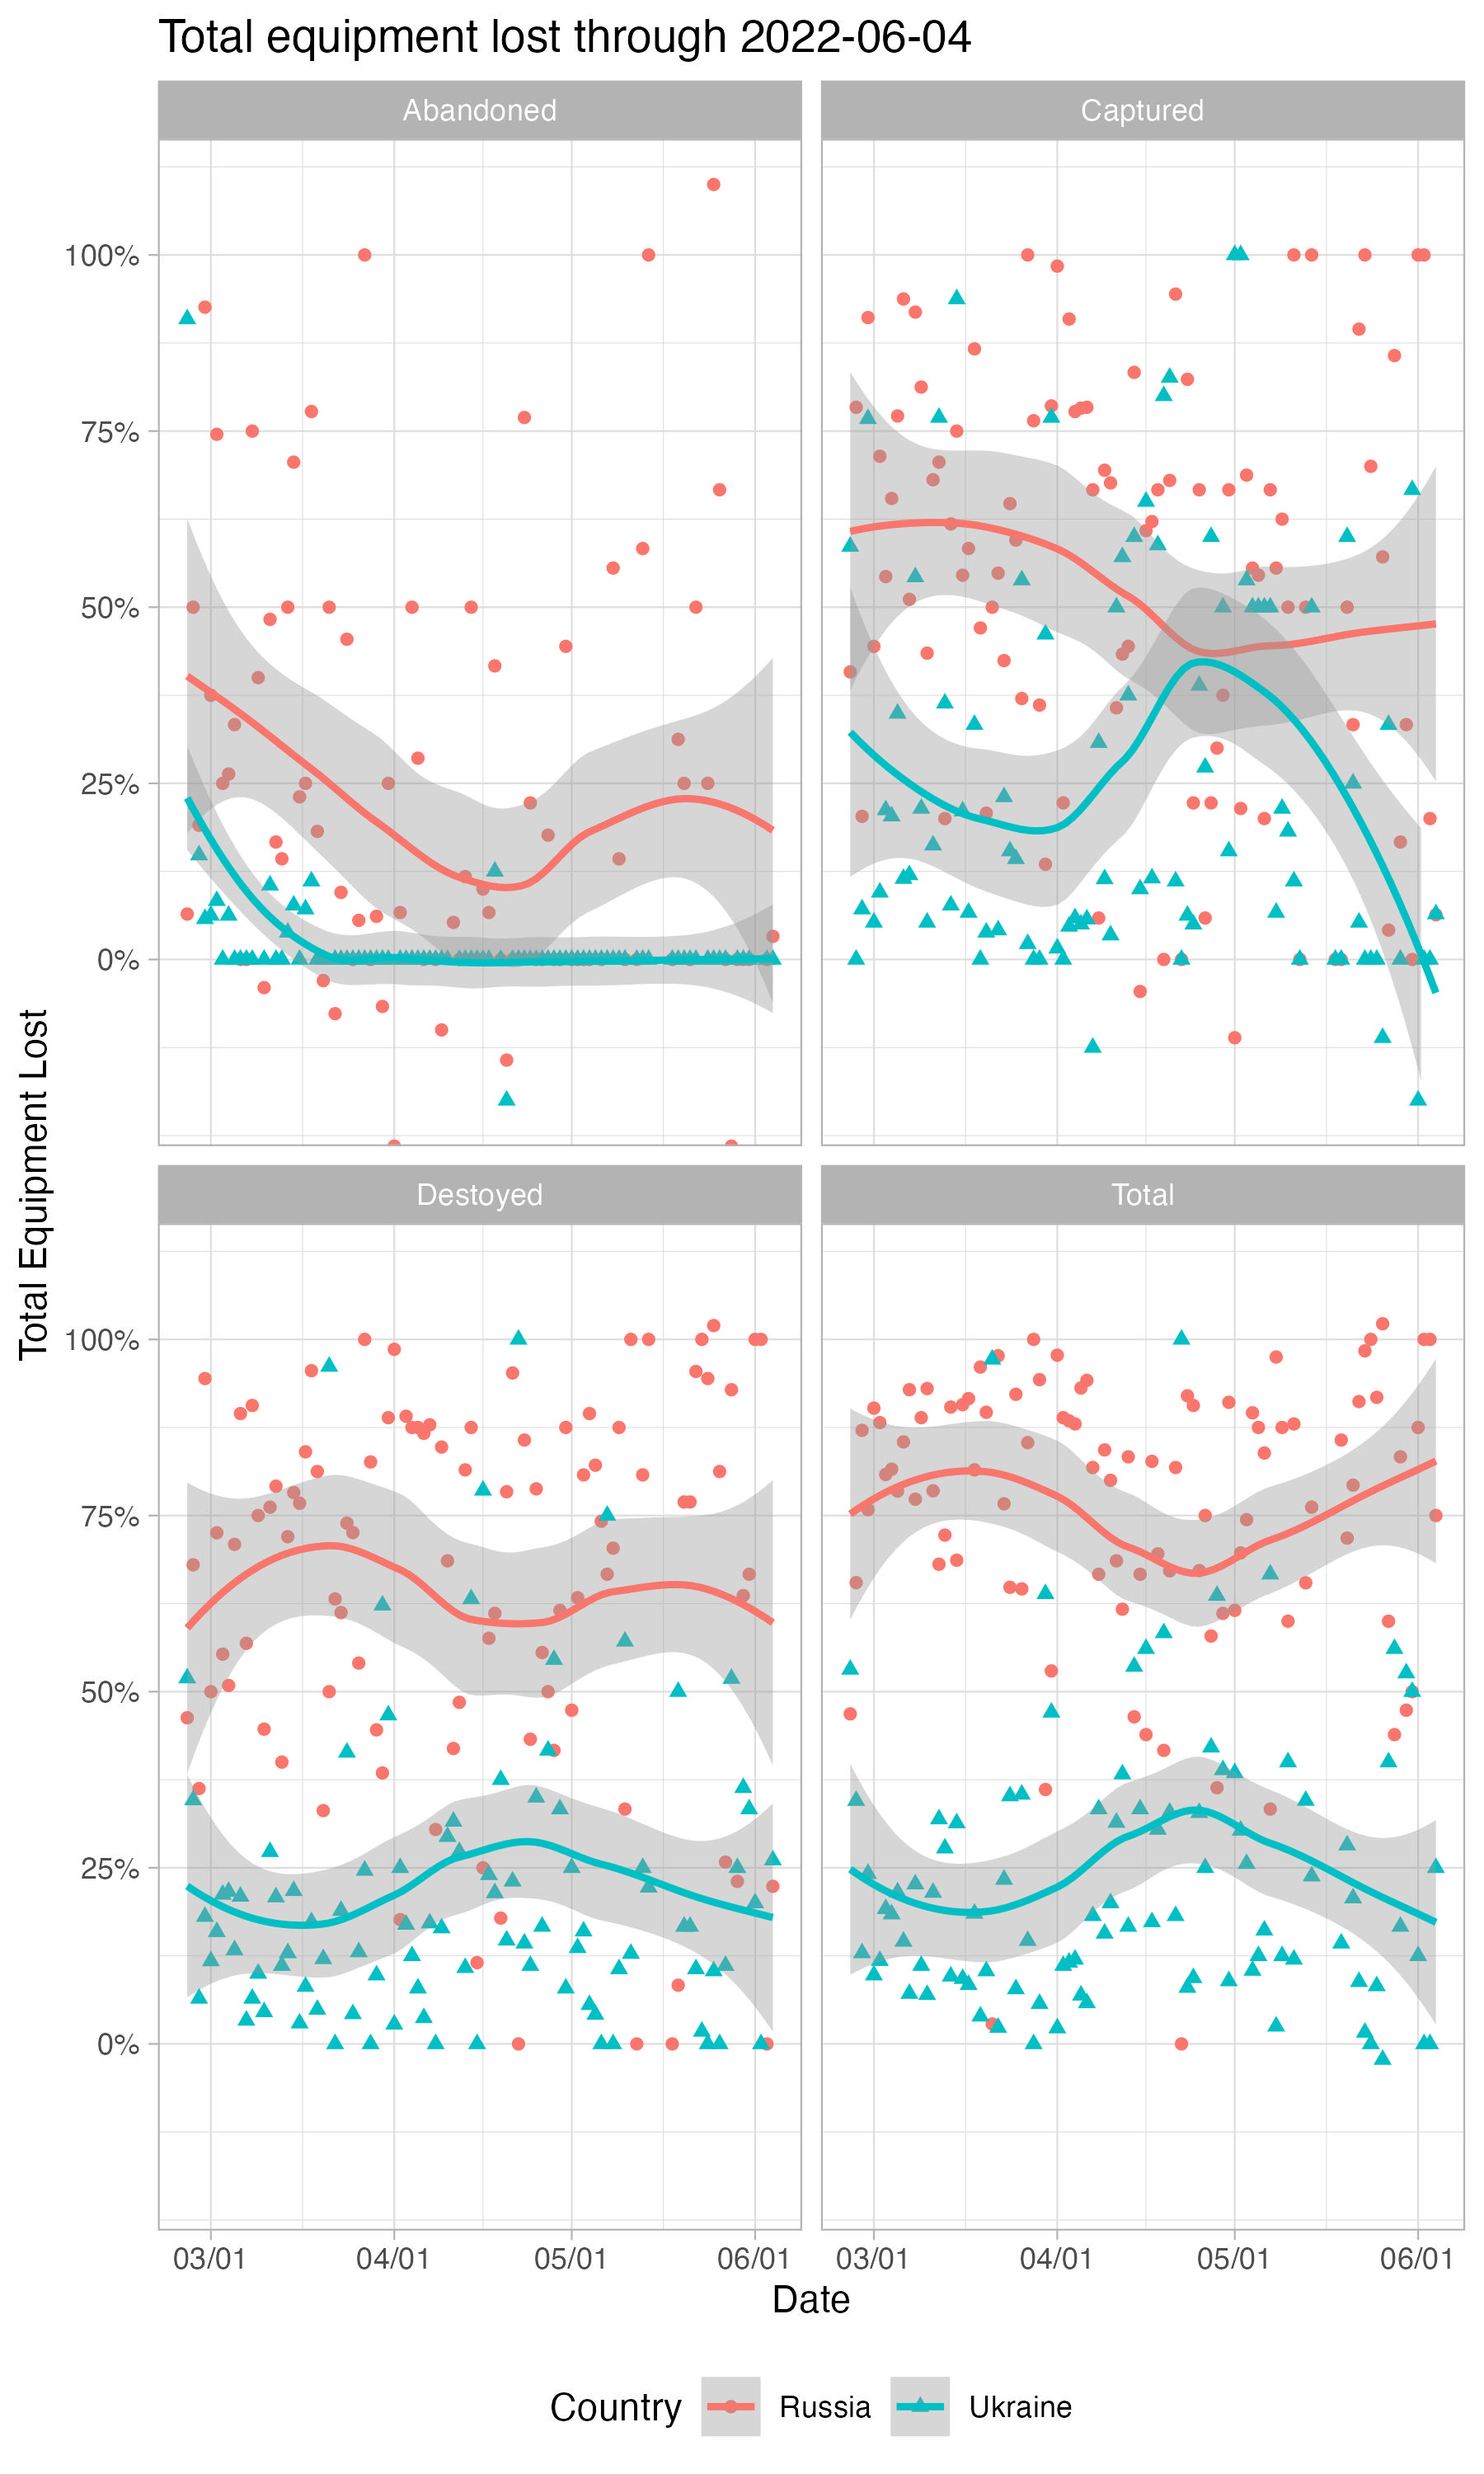 Total equipment lost through 2022-06-04
Abandoned
Captured
100%
75%
50%
25%
0%
Destoyed
Total
100%
75%
50%
25%
0%
Total Equipment Lost
03/01
04/01
05/01
06/01
03/01
04/01
05/01
06/01
Date
Country
Russia
Ukraine